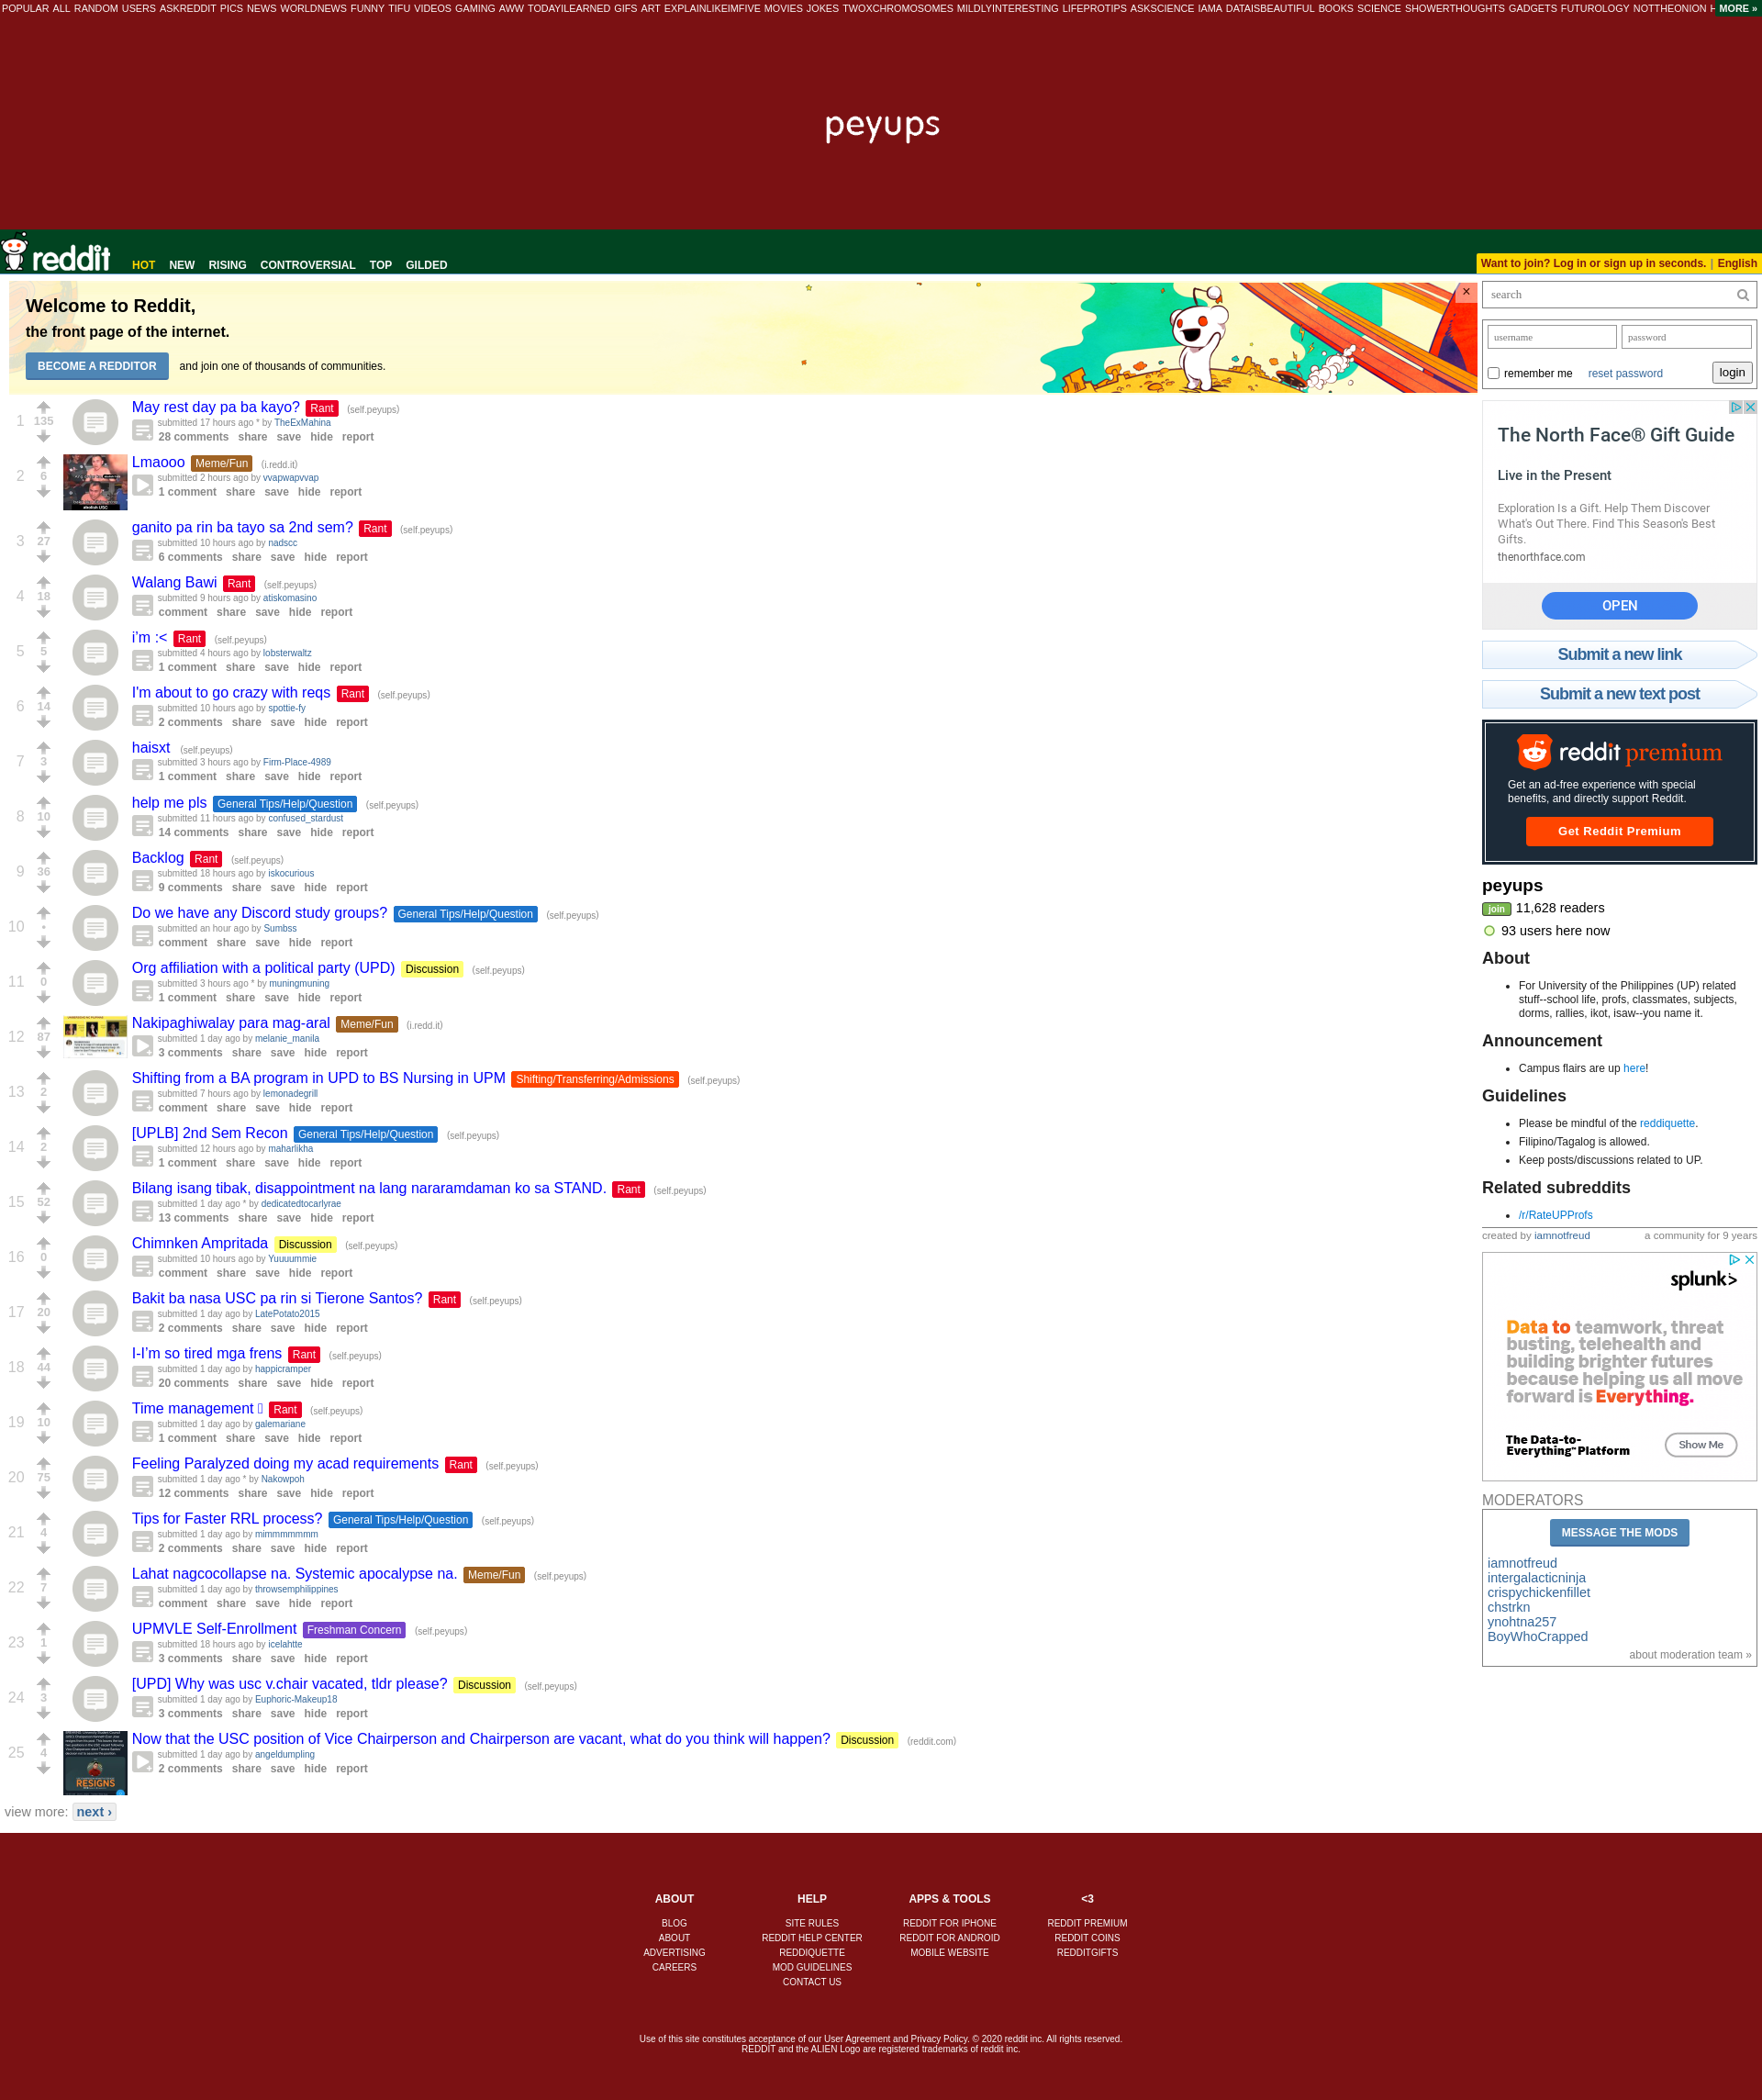 POPULAR ALL RANDOM USERS ASKREDDIT PICS NEWS WORLDNEWS FUNNY TIFU VIDEOS GAMING AWW TODAYILEARNED GIFS ART EXPLAINLIKEIMFIVE MOVIES JOKES TWOXCHROMOSOMES MILDLYINTERESTING LIFEPROTIPS ASKSCIENCE IAMA DATAISBEAUTIFUL BOOKS SCIENCE SHOWERTHOUGHTS GADGETS FUTUROLOGY NOTTHEONION H MORE »
peyups
reddit HOT NEW RISING CONTROVERSIAL TOP GILDED
Want to join? Log in or sign up in seconds. | English
Welcome to Reddit,
the front page of the internet.
BECOME A REDDITOR and join one of thousands of communities.
×
1 135 May rest day pa ba kayo? Rant (self.peyups)
submitted 17 hours ago * by TheExMahina
28 comments share save hide report
2 6 Lmaooo Meme/Fun (i.redd.it)
submitted 2 hours ago by vvapwapvvap
1 comment share save hide report
3 27 ganito pa rin ba tayo sa 2nd sem? Rant (self.peyups)
submitted 10 hours ago by nadscc
6 comments share save hide report
4 18 Walang Bawi Rant (self.peyups)
submitted 9 hours ago by atiskomasino
comment share save hide report
5 5 i'm :< Rant (self.peyups)
submitted 4 hours ago by lobsterwaltz
1 comment share save hide report
6 14 I'm about to go crazy with reqs Rant (self.peyups)
submitted 10 hours ago by spottie-fy
2 comments share save hide report
7 3 haisxt (self.peyups)
submitted 3 hours ago by Firm-Place-4989
1 comment share save hide report
8 10 help me pls General Tips/Help/Question (self.peyups)
submitted 11 hours ago by confused_stardust
14 comments share save hide report
9 36 Backlog Rant (self.peyups)
submitted 18 hours ago by iskocurious
9 comments share save hide report
10 • Do we have any Discord study groups? General Tips/Help/Question (self.peyups)
submitted an hour ago by Sumbss
comment share save hide report
11 0 Org affiliation with a political party (UPD) Discussion (self.peyups)
submitted 3 hours ago * by muningmuning
1 comment share save hide report
12 87 Nakipaghiwalay para mag-aral Meme/Fun (i.redd.it)
submitted 1 day ago by melanie_manila
3 comments share save hide report
13 2 Shifting from a BA program in UPD to BS Nursing in UPM Shifting/Transferring/Admissions (self.peyups)
submitted 7 hours ago by lemonadegrill
comment share save hide report
14 2 [UPLB] 2nd Sem Recon General Tips/Help/Question (self.peyups)
submitted 12 hours ago by maharlikha
1 comment share save hide report
15 52 Bilang isang tibak, disappointment na lang nararamdaman ko sa STAND. Rant (self.peyups)
submitted 1 day ago * by dedicatedtocarlyrae
13 comments share save hide report
16 0 Chimnken Ampritada Discussion (self.peyups)
submitted 10 hours ago by Yuuuummie
comment share save hide report
17 20 Bakit ba nasa USC pa rin si Tierone Santos? Rant (self.peyups)
submitted 1 day ago by LatePotato2015
2 comments share save hide report
18 44 I-I'm so tired mga frens Rant (self.peyups)
submitted 1 day ago by happicramper
20 comments share save hide report
19 10 Time management Rant (self.peyups)
submitted 1 day ago by galemariane
1 comment share save hide report
20 75 Feeling Paralyzed doing my acad requirements Rant (self.peyups)
submitted 1 day ago * by Nakowpoh
12 comments share save hide report
21 4 Tips for Faster RRL process? General Tips/Help/Question (self.peyups)
submitted 1 day ago by mimmmmmmm
2 comments share save hide report
22 7 Lahat nagcocollapse na. Systemic apocalypse na. Meme/Fun (self.peyups)
submitted 1 day ago by throwsemphilippines
comment share save hide report
23 1 UPMVLE Self-Enrollment Freshman Concern (self.peyups)
submitted 18 hours ago by icelahtte
3 comments share save hide report
24 3 [UPD] Why was usc v.chair vacated, tldr please? Discussion (self.peyups)
submitted 1 day ago by Euphoric-Makeup18
3 comments share save hide report
25 4 Now that the USC position of Vice Chairperson and Chairperson are vacant, what do you think will happen? Discussion (reddit.com)
RESIGNS
submitted 1 day ago by angeldumpling
2 comments share save hide report
view more: next ›
search
username password
remember me reset password login
The North Face® Gift Guide
Live in the Present
Exploration Is a Gift. Help Them Discover
What's Out There. Find This Season's Best
Gifts.
thenorthface.com
OPEN
Submit a new link
Submit a new text post
reddit premium
Get an ad-free experience with special
benefits, and directly support Reddit.
Get Reddit Premium
peyups
join 11,628 readers
93 users here now
About
For University of the Philippines (UP) related
stuff--school life, profs, classmates, subjects,
dorms, rallies, ikot, isaw--you name it.
Announcement
Campus flairs are up here!
Guidelines
Please be mindful of the reddiquette.
Filipino/Tagalog is allowed.
Keep posts/discussions related to UP.
Related subreddits
/r/RateUPProfs
created by iamnotfreud a community for 9 years
splunk>
Data to teamwork, threat
busting, telehealth and
building brighter futures
because helping us all move
forward is Everything.
The Data-to-
Everything™ Platform
Show Me
MODERATORS
MESSAGE THE MODS
iamnotfreud
intergalacticninja
crispychickenfillet
chstrkn
ynohtna257
BoyWhoCrapped
about moderation team »
ABOUT
BLOG
ABOUT
ADVERTISING
CAREERS
HELP
SITE RULES
REDDIT HELP CENTER
REDDIQUETTE
MOD GUIDELINES
CONTACT US
APPS & TOOLS
REDDIT FOR IPHONE
REDDIT FOR ANDROID
MOBILE WEBSITE
<3
REDDIT PREMIUM
REDDIT COINS
REDDITGIFTS
Use of this site constitutes acceptance of our User Agreement and Privacy Policy. © 2020 reddit inc. All rights reserved.
REDDIT and the ALIEN Logo are registered trademarks of reddit inc.